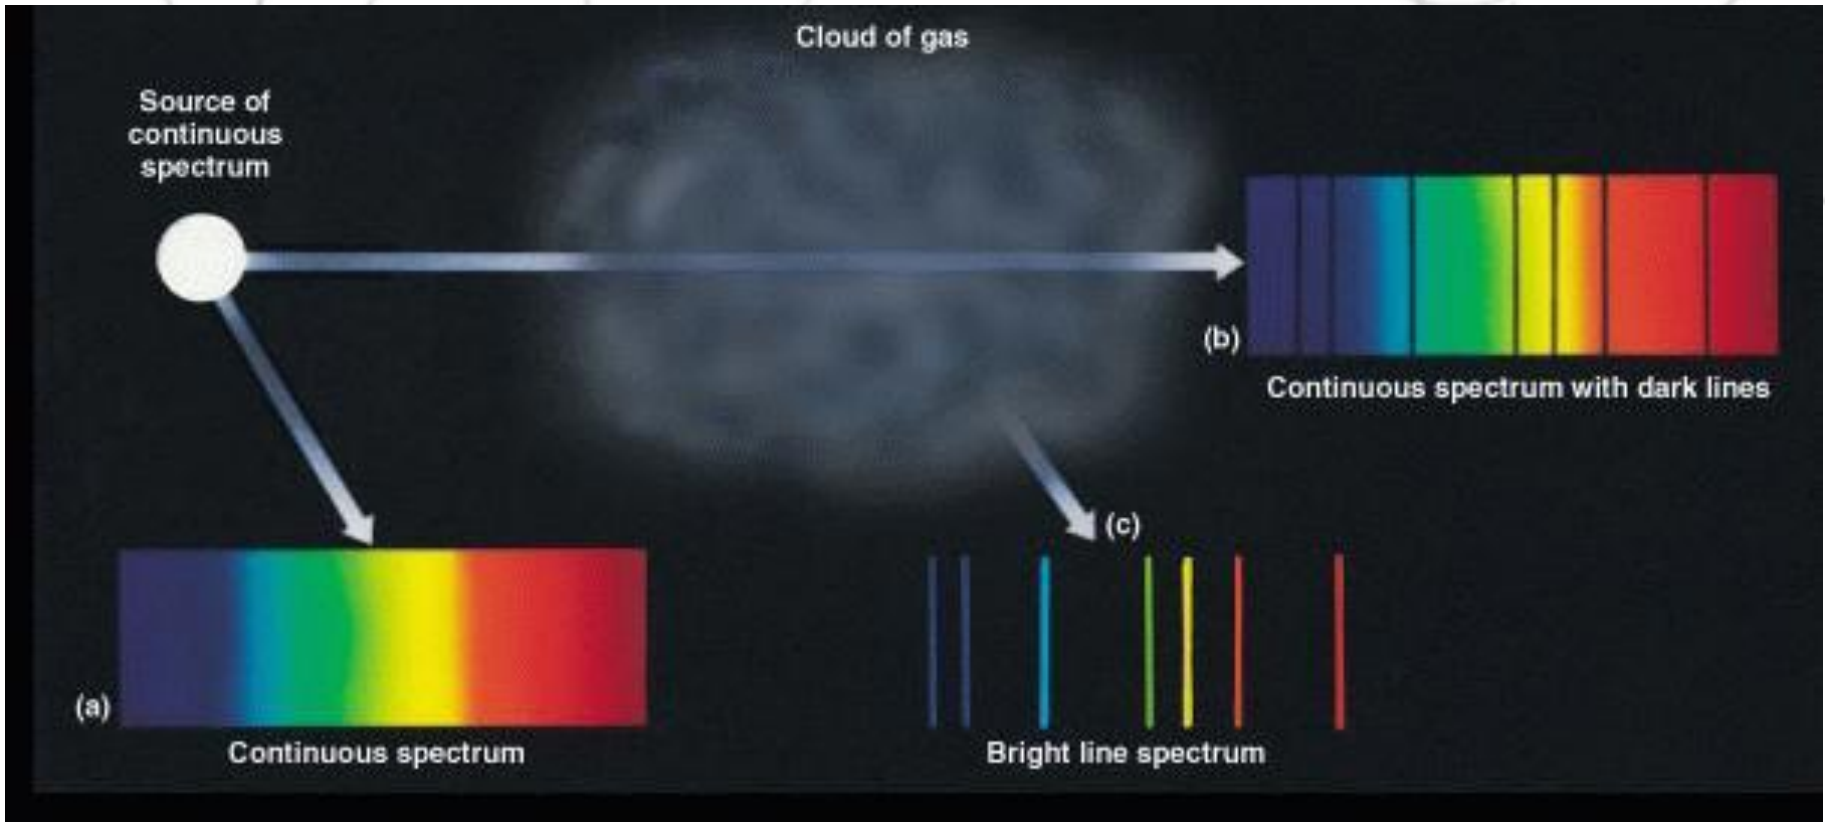 Cloud of gas
Source of
continuous
spectrum
(b)
Continuous spectrum with dark lines
(c)
(a)
Continuous spectrum
Bright line spectrum